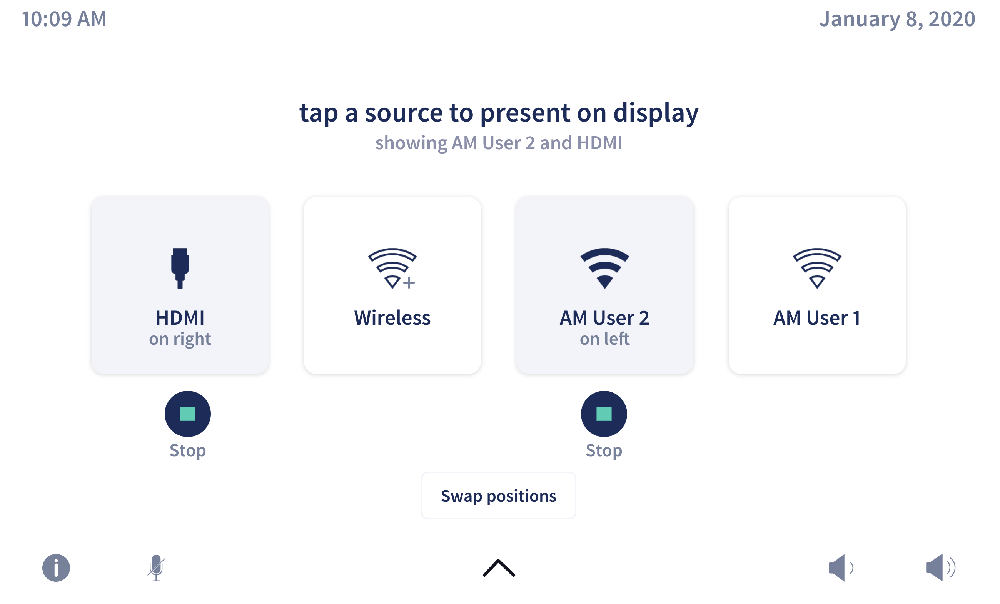 10:09 AM
January 8, 2020
tap a source to present on display
showing AM User 2 and HDMI
HDMI
on right
Wireless
AM User 2
on left
AM User 1
Stop
Stop
Swap positions